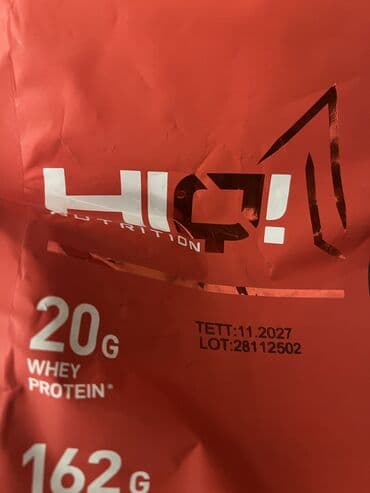 HIQ!
NUTRITION
20G
WHEY
PROTEIN*
TETT:11.2027
LOT:28112502
162G